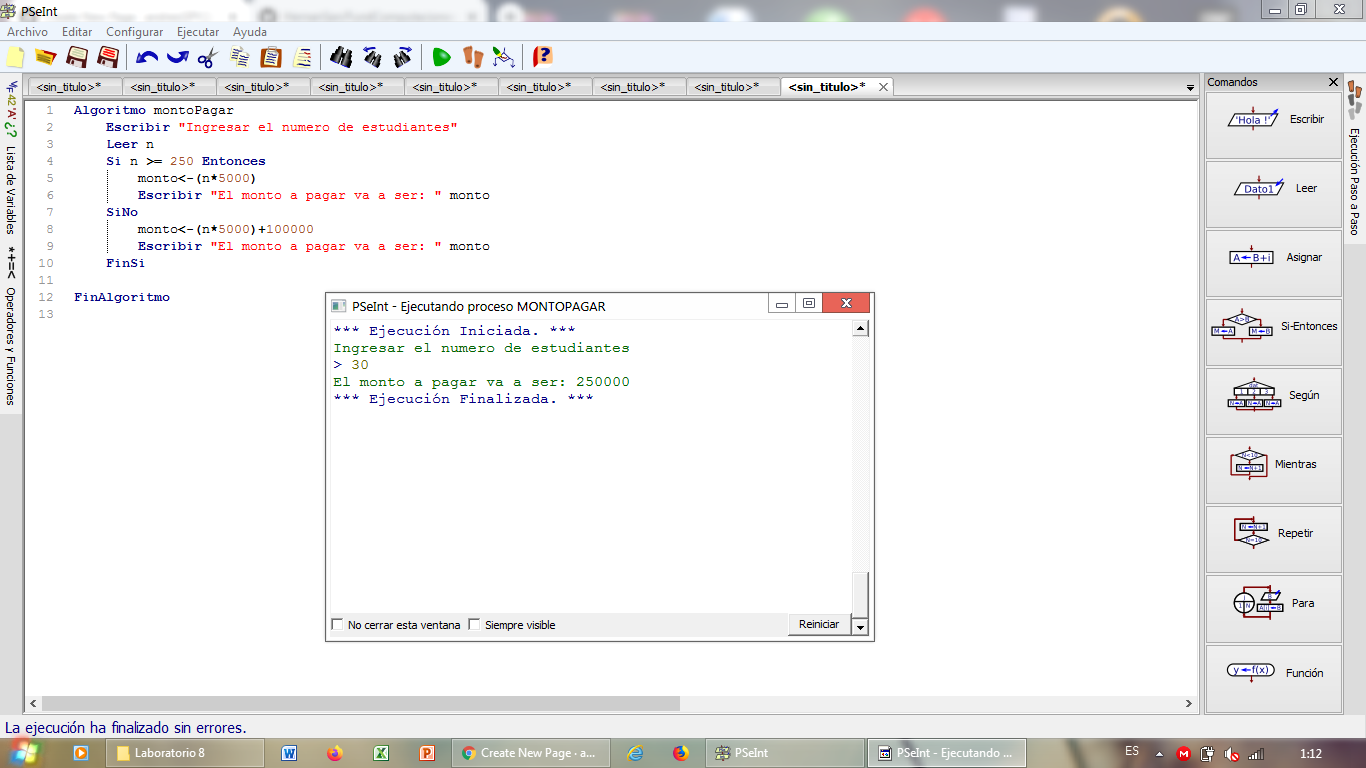 PSeInt
Archivo Editar Configurar Ejecutar Ayuda
<sin_titulo>* <sin_titulo>* <sin_titulo>* <sin_titulo>* <sin_titulo>* <sin_titulo>* <sin_titulo>* <sin_titulo>* <sin_titulo>*
Lista de Variables
Operadores y Funciones
1 Algoritmo montoPagar
2 Escribir "Ingresar el numero de estudiantes"
3 Leer n
4 Si n >= 250 Entonces
5 monto<-(n*5000)
6 Escribir "El monto a pagar va a ser: " monto
7 SiNo
8 monto<-(n*5000)+100000
9 Escribir "El monto a pagar va a ser: " monto
10 FinSi
11
12 FinAlgoritmo
13
PSeInt - Ejecutando proceso MONTOPAGAR
*** Ejecución Iniciada. ***
Ingresar el numero de estudiantes
> 30
El monto a pagar va a ser: 250000
*** Ejecución Finalizada. ***
No cerrar esta ventana Siempre visible Reiniciar
Comandos
'Hola !' Escribir
Dato1 Leer
A←B+i Asignar
A>B M←A M←B Si-Entonces
Según
Mientras
Repetir
Para
y←f(x) Función
Ejecución Paso a Paso
La ejecución ha finalizado sin errores.
Laboratorio 8
Create New Page · a...
PSeInt
PSeInt - Ejecutando ...
ES
1:12